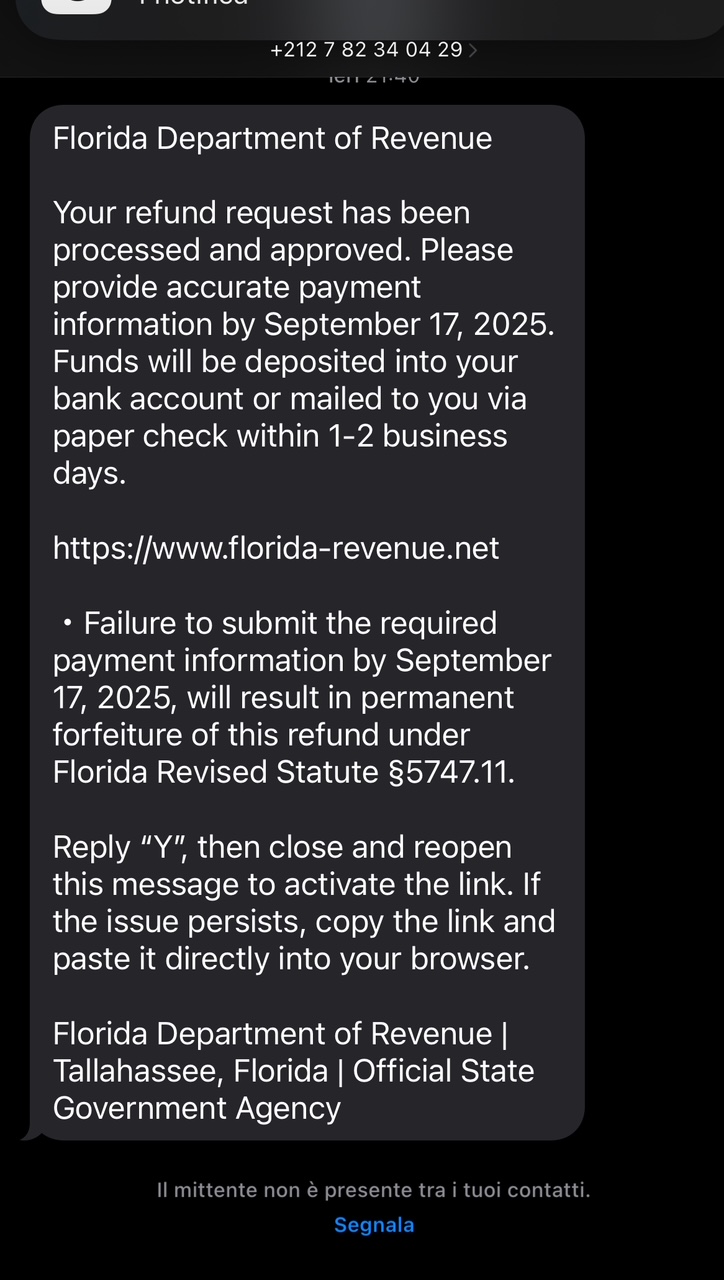 +212 7 82 34 04 29
Florida Department of Revenue
Your refund request has been
processed and approved. Please
provide accurate payment
information by September 17, 2025.
Funds will be deposited into your
bank account or mailed to you via
paper check within 1-2 business
days.
https://www.florida-revenue.net
• Failure to submit the required
payment information by September
17, 2025, will result in permanent
forfeiture of this refund under
Florida Revised Statute §5747.11.
Reply “Y”, then close and reopen
this message to activate the link. If
the issue persists, copy the link and
paste it directly into your browser.
Florida Department of Revenue |
Tallahassee, Florida | Official State
Government Agency
Il mittente non è presente tra i tuoi contatti.
Segnala